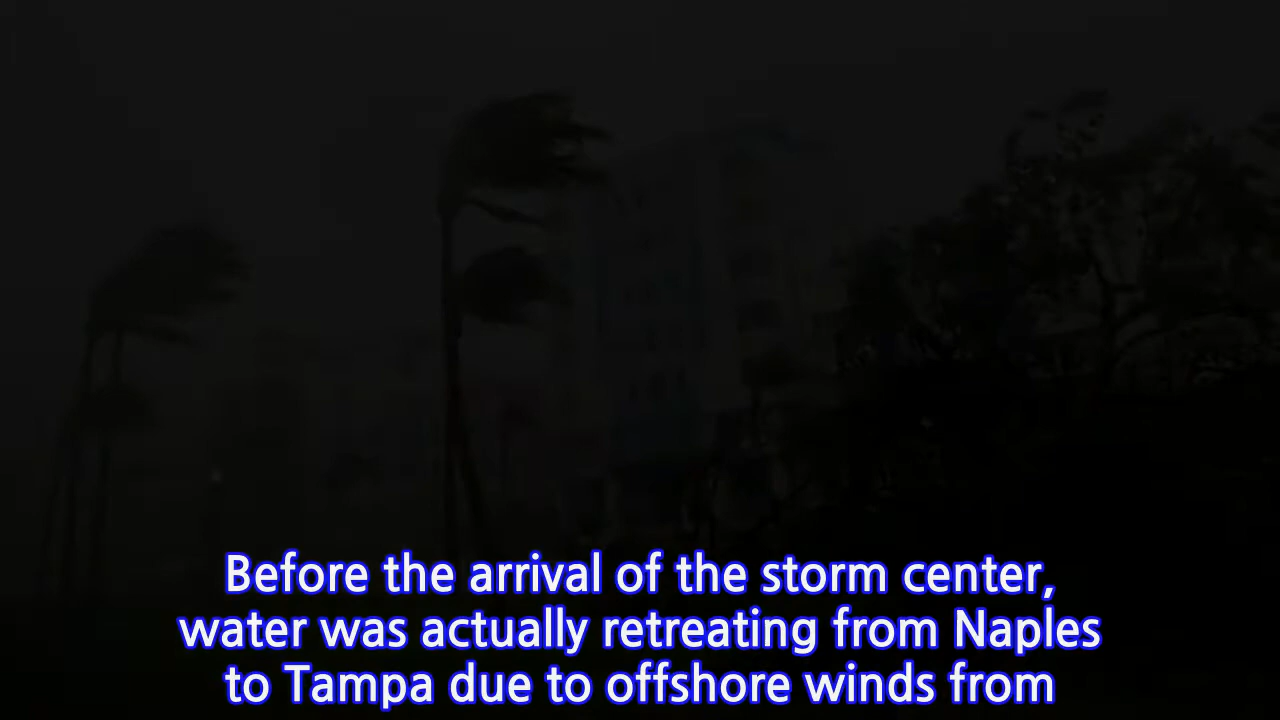 Before the arrival of the storm center,
water was actually retreating from Naples
to Tampa due to offshore winds from